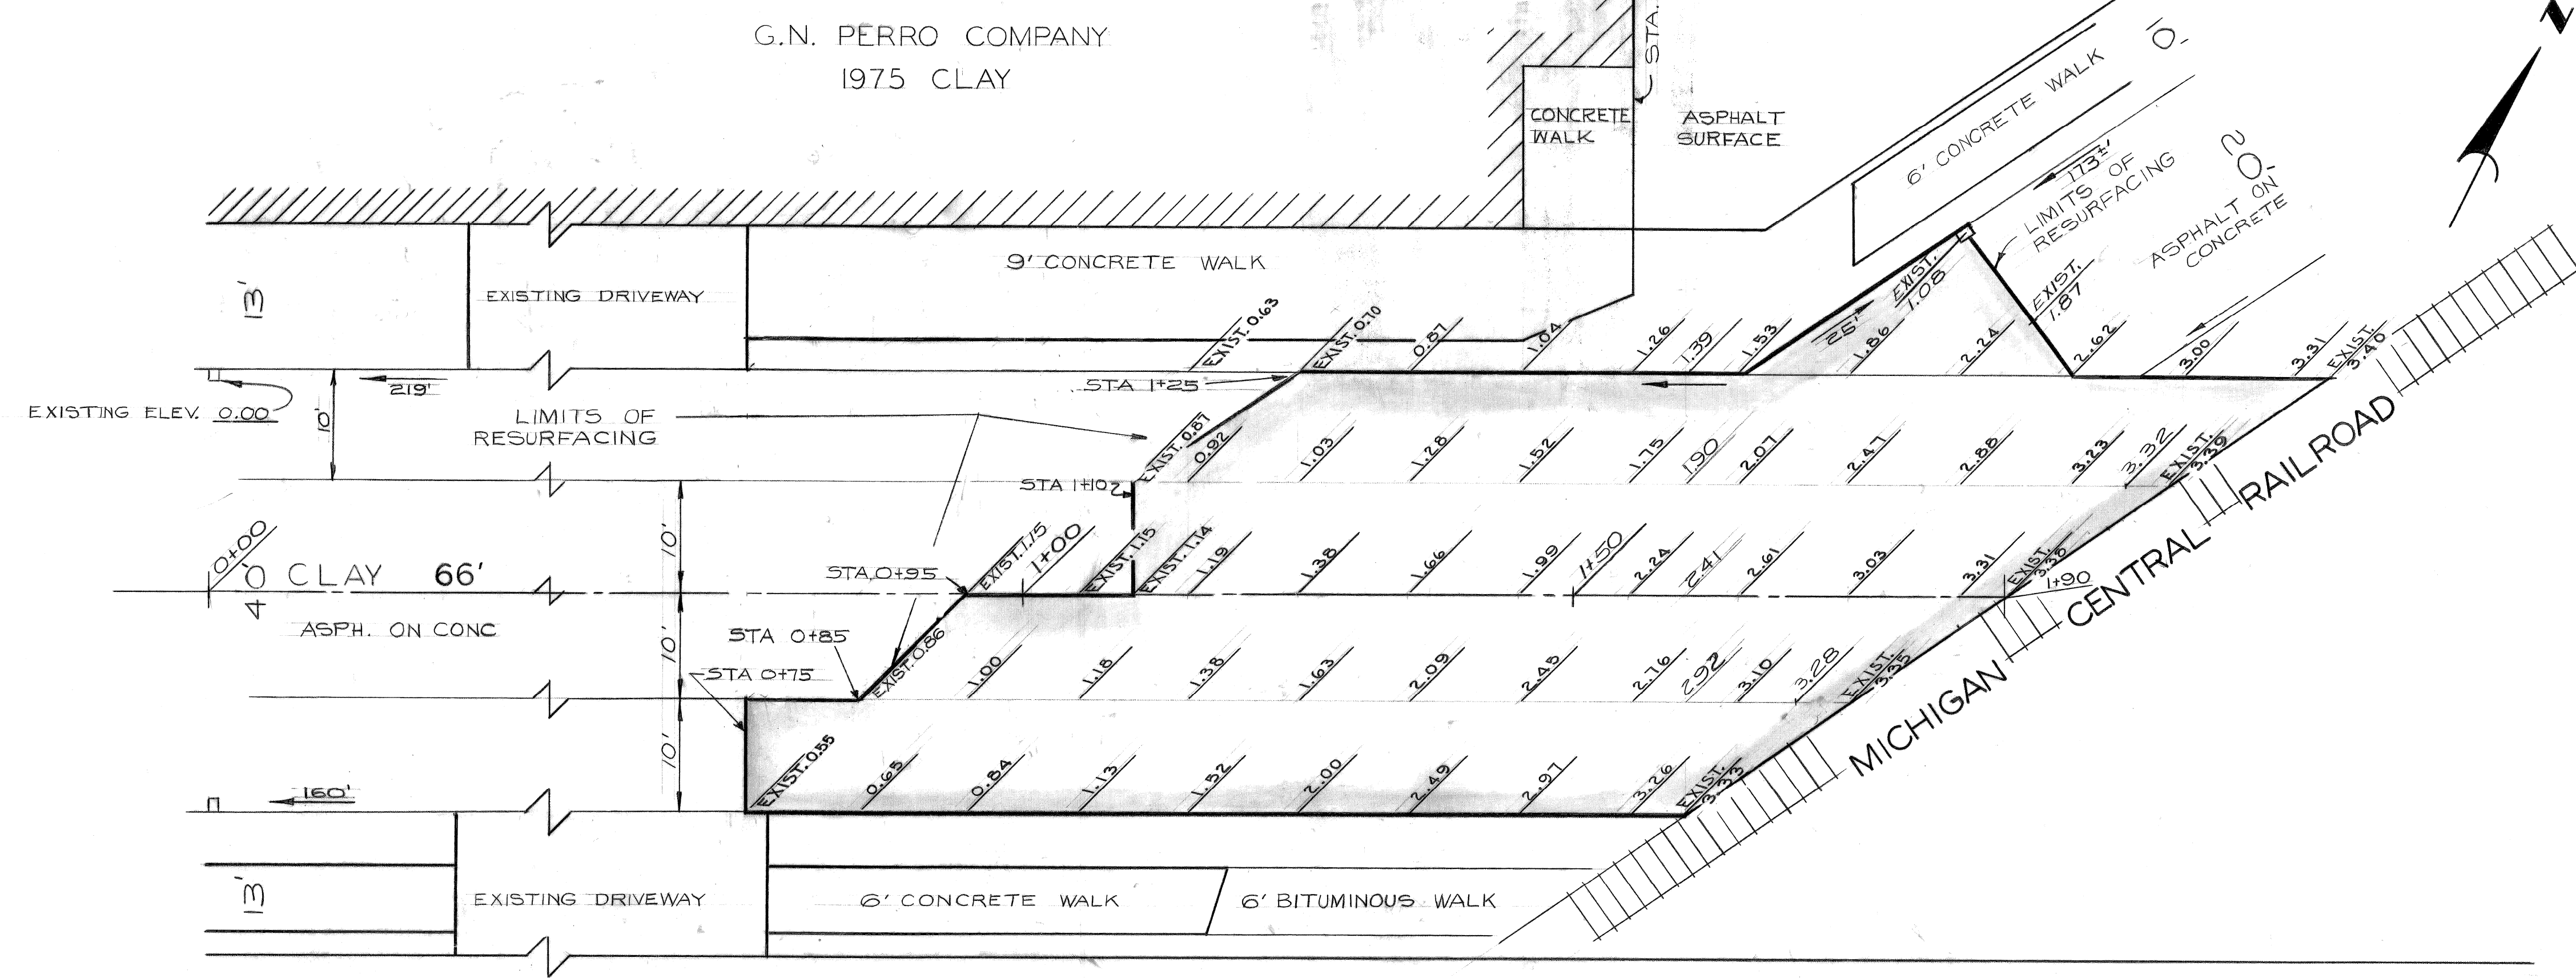 G.N. PERRO COMPANY
1975 CLAY
STA.
CONCRETE
WALK
ASPHALT
SURFACE
6' CONCRETE WALK
173±'
LIMITS OF
RESURFACING
ASPHALT ON
CONCRETE
9' CONCRETE WALK
13'
EXISTING DRIVEWAY
EXIST. 0.63
EXIST. 0.70
0.87
1.04
1.26
1.39
1.53
25'
EXIST.
1.08
1.86
2.24
EXIST.
1.87
2.62
3.00
3.31
EXIST.
3.40
219'
EXISTING ELEV. 0.00
10'
STA 1+25
LIMITS OF
RESURFACING
EXIST. 0.87
0.92
1.03
1.28
1.52
1.75
1.90
2.07
2.47
2.88
3.23
3.32
EXIST.
3.39
STA 1+10
0+00
40'
CLAY 66'
10'
STA 0+95
EXIST. 1.15
1+00
EXIST. 1.15
EXIST. 1.14
1.19
1.38
1.66
1.99
1+50
2.24
2.41
2.61
3.03
3.31
EXIST.
3.38
1+90
MICHIGAN CENTRAL RAILROAD
ASPH. ON CONC
10'
STA 0+85
STA 0+75
EXIST. 0.86
1.00
1.18
1.38
1.63
2.09
2.45
2.76
2.92
3.10
3.28
EXIST.
3.35
10'
160'
EXIST. 0.55
0.65
0.84
1.13
1.52
2.00
2.49
2.97
3.26
EXIST.
3.33
13'
EXISTING DRIVEWAY
6' CONCRETE WALK
6' BITUMINOUS WALK